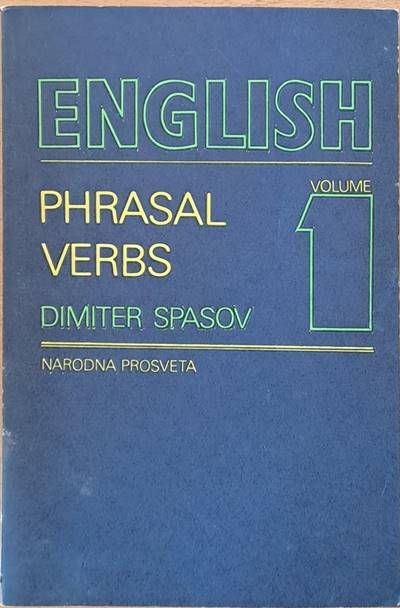 ENGLISH
VOLUME
1
PHRASAL
VERBS
DIMITER SPASOV
NARODNA PROSVETA